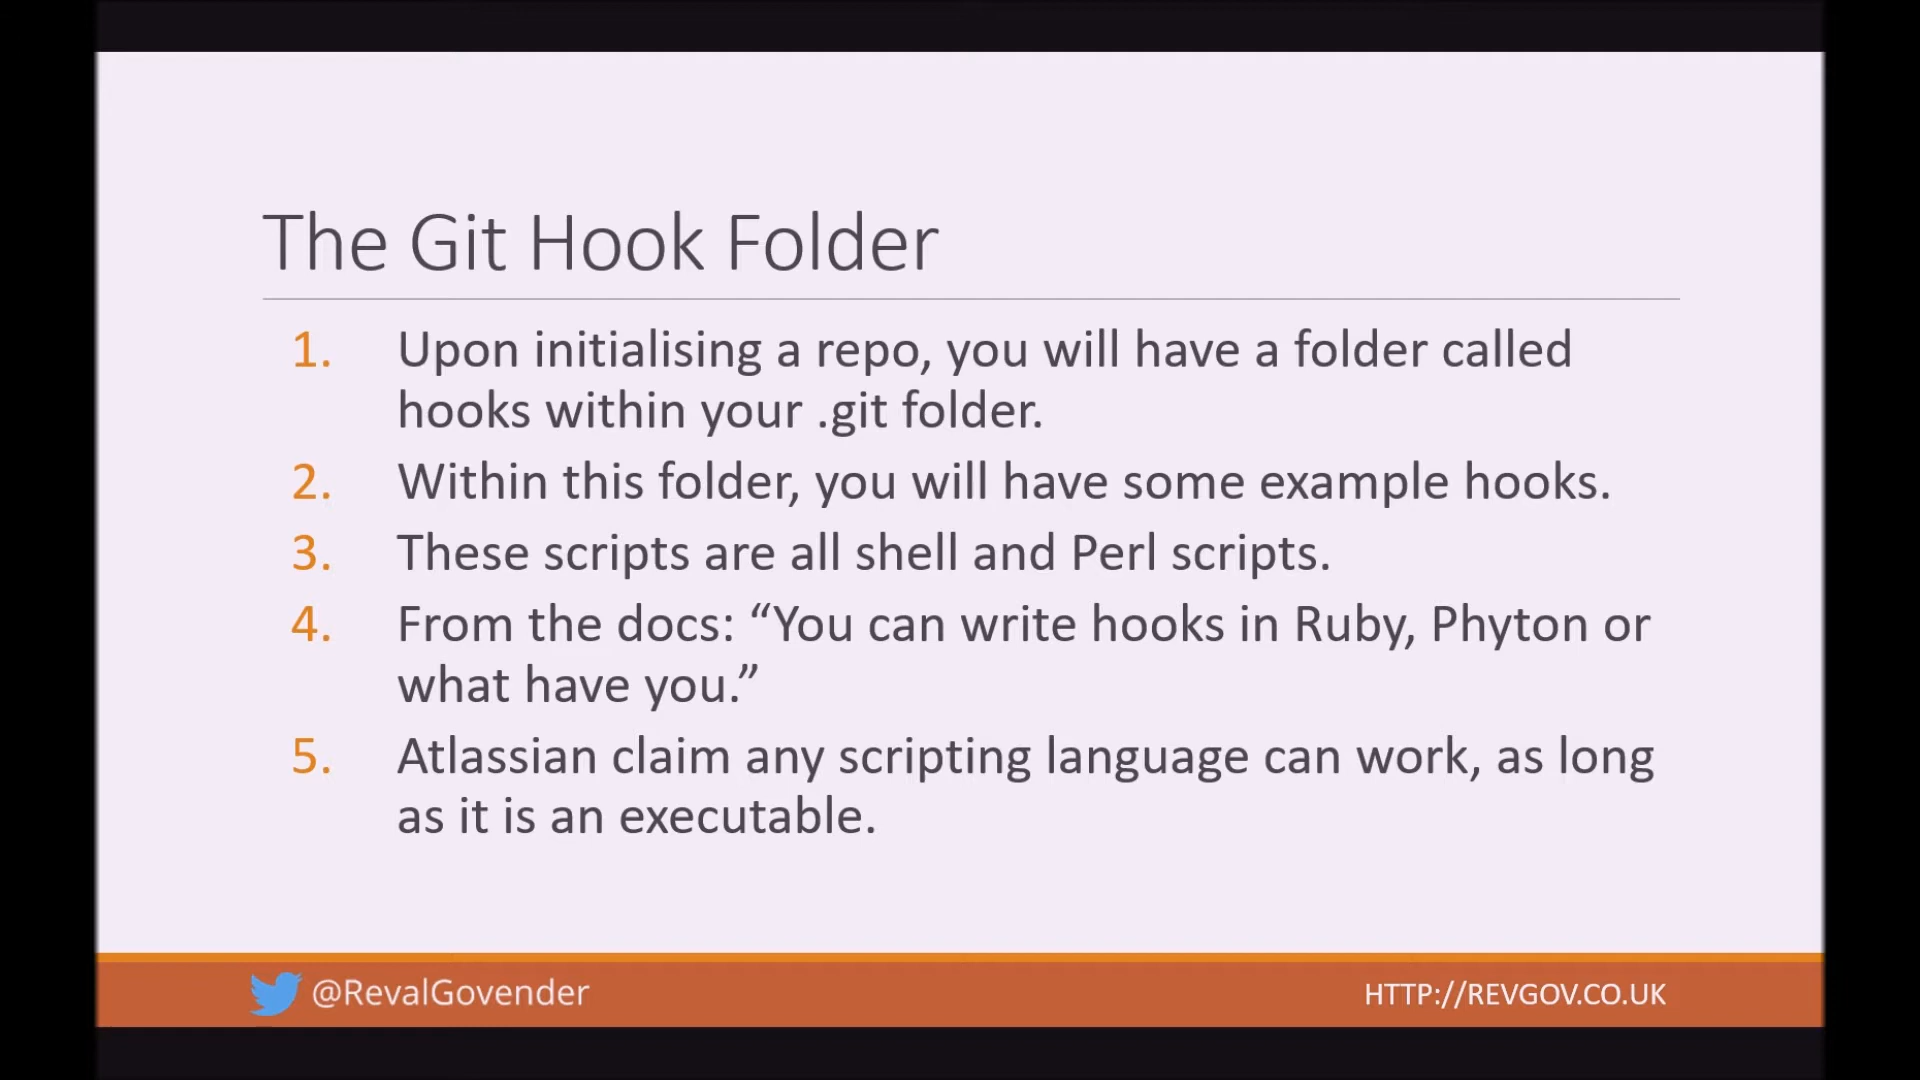 The Git Hook Folder
1. Upon initialising a repo, you will have a folder called
hooks within your .git folder.
2. Within this folder, you will have some example hooks.
3. These scripts are all shell and Perl scripts.
4. From the docs: “You can write hooks in Ruby, Phyton or
what have you.”
5. Atlassian claim any scripting language can work, as long
as it is an executable.
@RevalGovender
HTTP://REVGOV.CO.UK